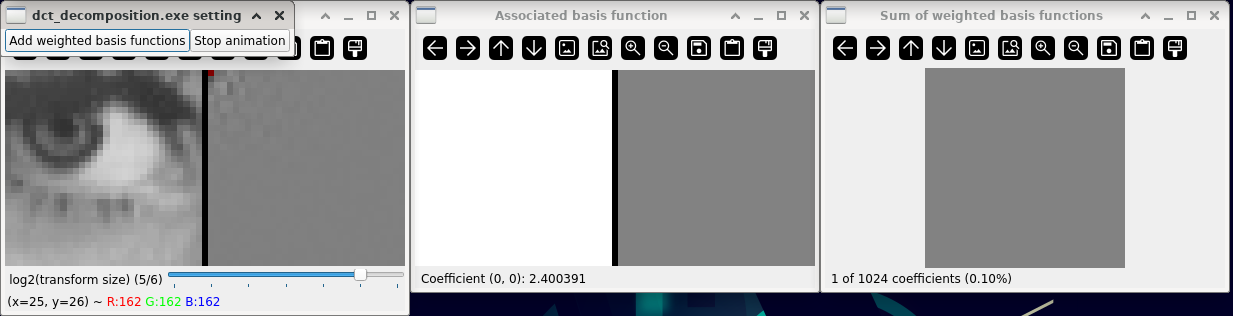 dct_decomposition.exe setting
Add weighted basis functions
Stop animation
log2(transform size) (5/6)
(x=25, y=26) ~ R:162 G:162 B:162
Associated basis function
Coefficient (0, 0): 2.400391
Sum of weighted basis functions
1 of 1024 coefficients (0.10%)